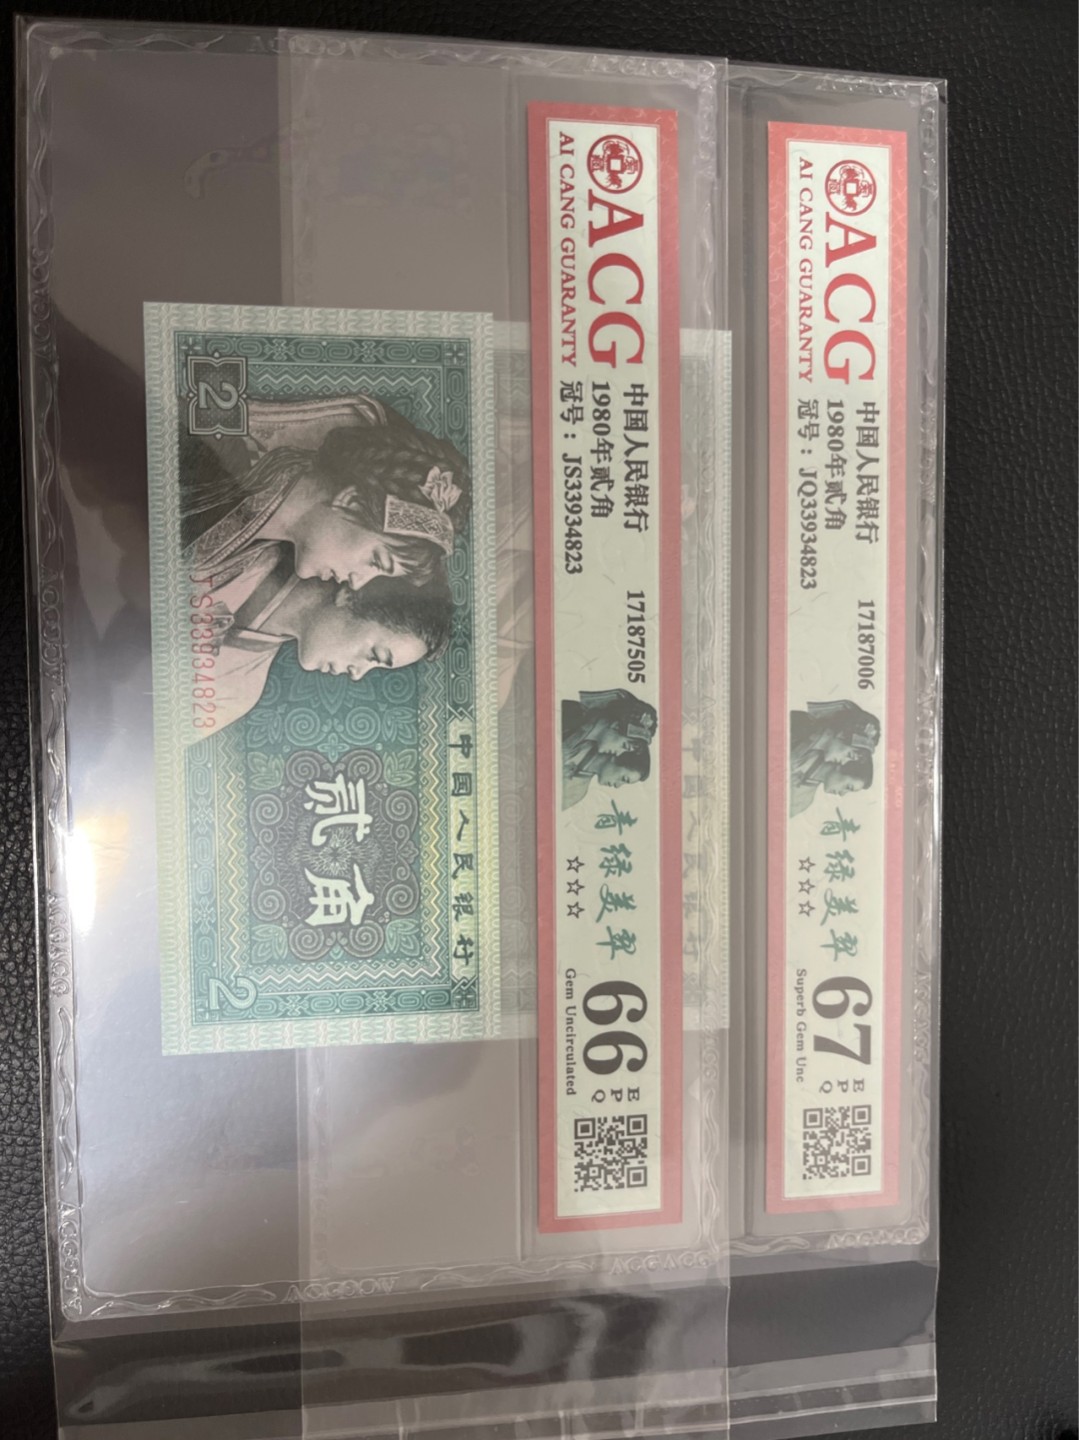 ACG
AI CANG GUARANTY
中国人民银行
1980年贰角
冠号：JQ33934823
17187006
青绿美翠
☆☆☆
67
EPQ
Superb Gem Unc
ACG
AI CANG GUARANTY
中国人民银行
1980年贰角
冠号：JS33934823
17187505
青绿美翠
☆☆☆
66
EPQ
Gem Uncirculated
中国人民银行
贰角
2
2
JS33934823